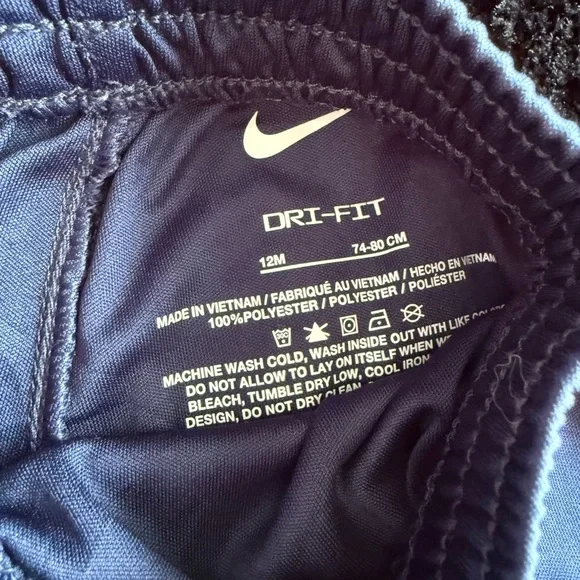 DRI-FIT
12M 74-80 CM
MADE IN VIETNAM / FABRIQUÉ AU VIETNAM / HECHO EN VIETNAM
100% POLYESTER / POLYESTER / POLIÉSTER
MACHINE WASH COLD, WASH INSIDE OUT WITH LIKE
DO NOT ALLOW TO LAY ON ITSELF WHEN
BLEACH, TUMBLE DRY LOW, COOL IRON
DESIGN, DO NOT DRY CLEAN